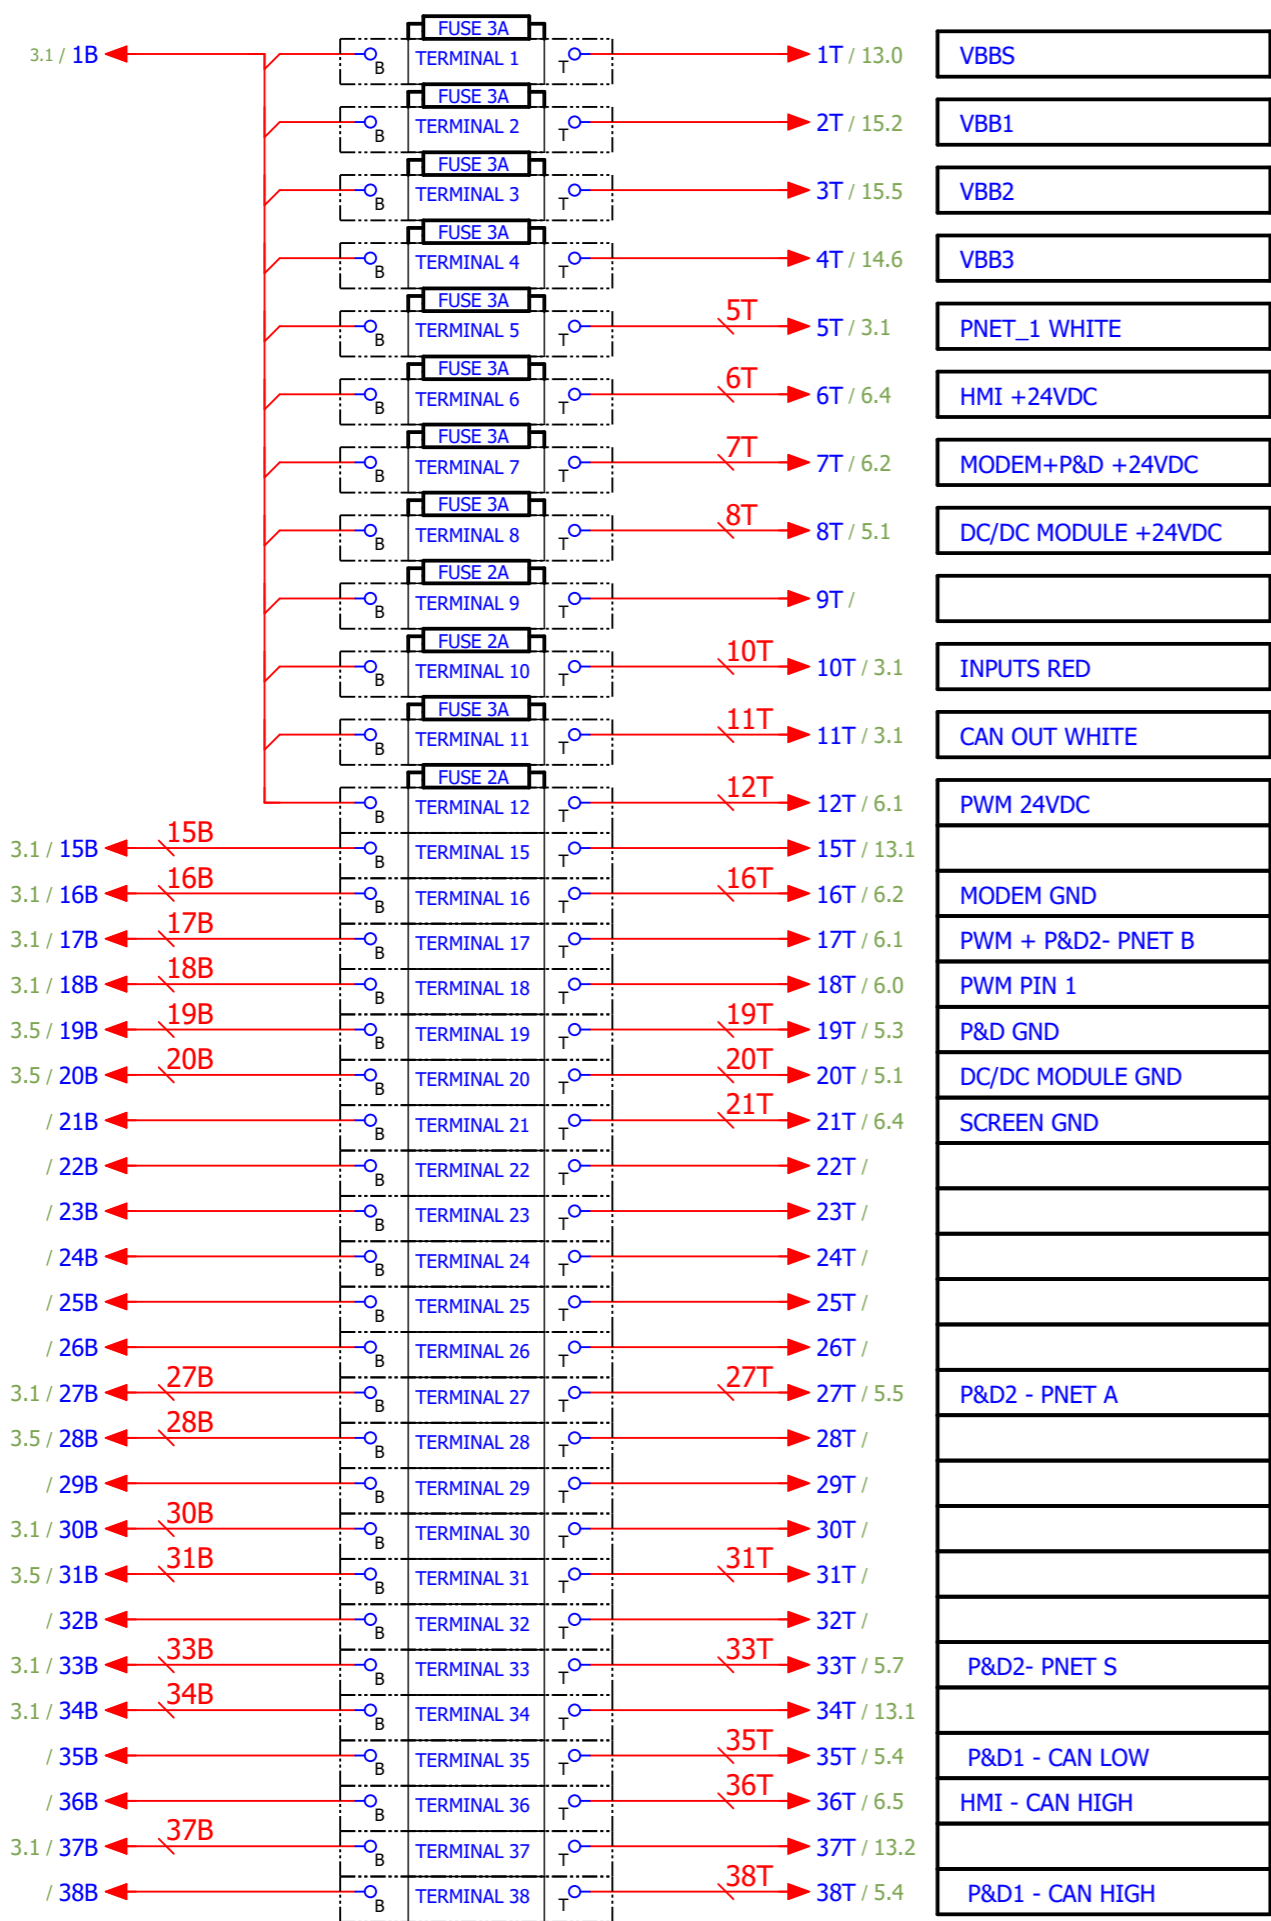 FUSE 3A
3.1 / 1B B TERMINAL 1 T 1T / 13.0 VBBS
FUSE 3A
B TERMINAL 2 T 2T / 15.2 VBB1
FUSE 3A
B TERMINAL 3 T 3T / 15.5 VBB2
FUSE 3A
B TERMINAL 4 T 4T / 14.6 VBB3
FUSE 3A
B TERMINAL 5 T 5T 5T / 3.1 PNET_1 WHITE
FUSE 3A
B TERMINAL 6 T 6T 6T / 6.4 HMI +24VDC
FUSE 3A
B TERMINAL 7 T 7T 7T / 6.2 MODEM+P&D +24VDC
FUSE 3A
B TERMINAL 8 T 8T 8T / 5.1 DC/DC MODULE +24VDC
FUSE 2A
B TERMINAL 9 T 9T /
FUSE 2A
B TERMINAL 10 T 10T 10T / 3.1 INPUTS RED
FUSE 3A
B TERMINAL 11 T 11T 11T / 3.1 CAN OUT WHITE
FUSE 2A
B TERMINAL 12 T 12T 12T / 6.1 PWM 24VDC
3.1 / 15B 15B B TERMINAL 15 T 15T / 13.1
3.1 / 16B 16B B TERMINAL 16 T 16T 16T / 6.2 MODEM GND
3.1 / 17B 17B B TERMINAL 17 T 17T / 6.1 PWM + P&D2- PNET B
3.1 / 18B 18B B TERMINAL 18 T 18T / 6.0 PWM PIN 1
3.5 / 19B 19B B TERMINAL 19 T 19T 19T / 5.3 P&D GND
3.5 / 20B 20B B TERMINAL 20 T 20T 20T / 5.1 DC/DC MODULE GND
/ 21B B TERMINAL 21 T 21T 21T / 6.4 SCREEN GND
/ 22B B TERMINAL 22 T 22T /
/ 23B B TERMINAL 23 T 23T /
/ 24B B TERMINAL 24 T 24T /
/ 25B B TERMINAL 25 T 25T /
/ 26B B TERMINAL 26 T 26T /
3.1 / 27B 27B B TERMINAL 27 T 27T 27T / 5.5 P&D2 - PNET A
3.5 / 28B 28B B TERMINAL 28 T 28T /
/ 29B B TERMINAL 29 T 29T /
3.1 / 30B 30B B TERMINAL 30 T 30T /
3.5 / 31B 31B B TERMINAL 31 T 31T 31T /
/ 32B B TERMINAL 32 T 32T /
3.1 / 33B 33B B TERMINAL 33 T 33T 33T / 5.7 P&D2- PNET S
3.1 / 34B 34B B TERMINAL 34 T 34T / 13.1
/ 35B B TERMINAL 35 T 35T 35T / 5.4 P&D1 - CAN LOW
/ 36B B TERMINAL 36 T 36T 36T / 6.5 HMI - CAN HIGH
3.1 / 37B 37B B TERMINAL 37 T 37T / 13.2
/ 38B B TERMINAL 38 T 38T 38T / 5.4 P&D1 - CAN HIGH